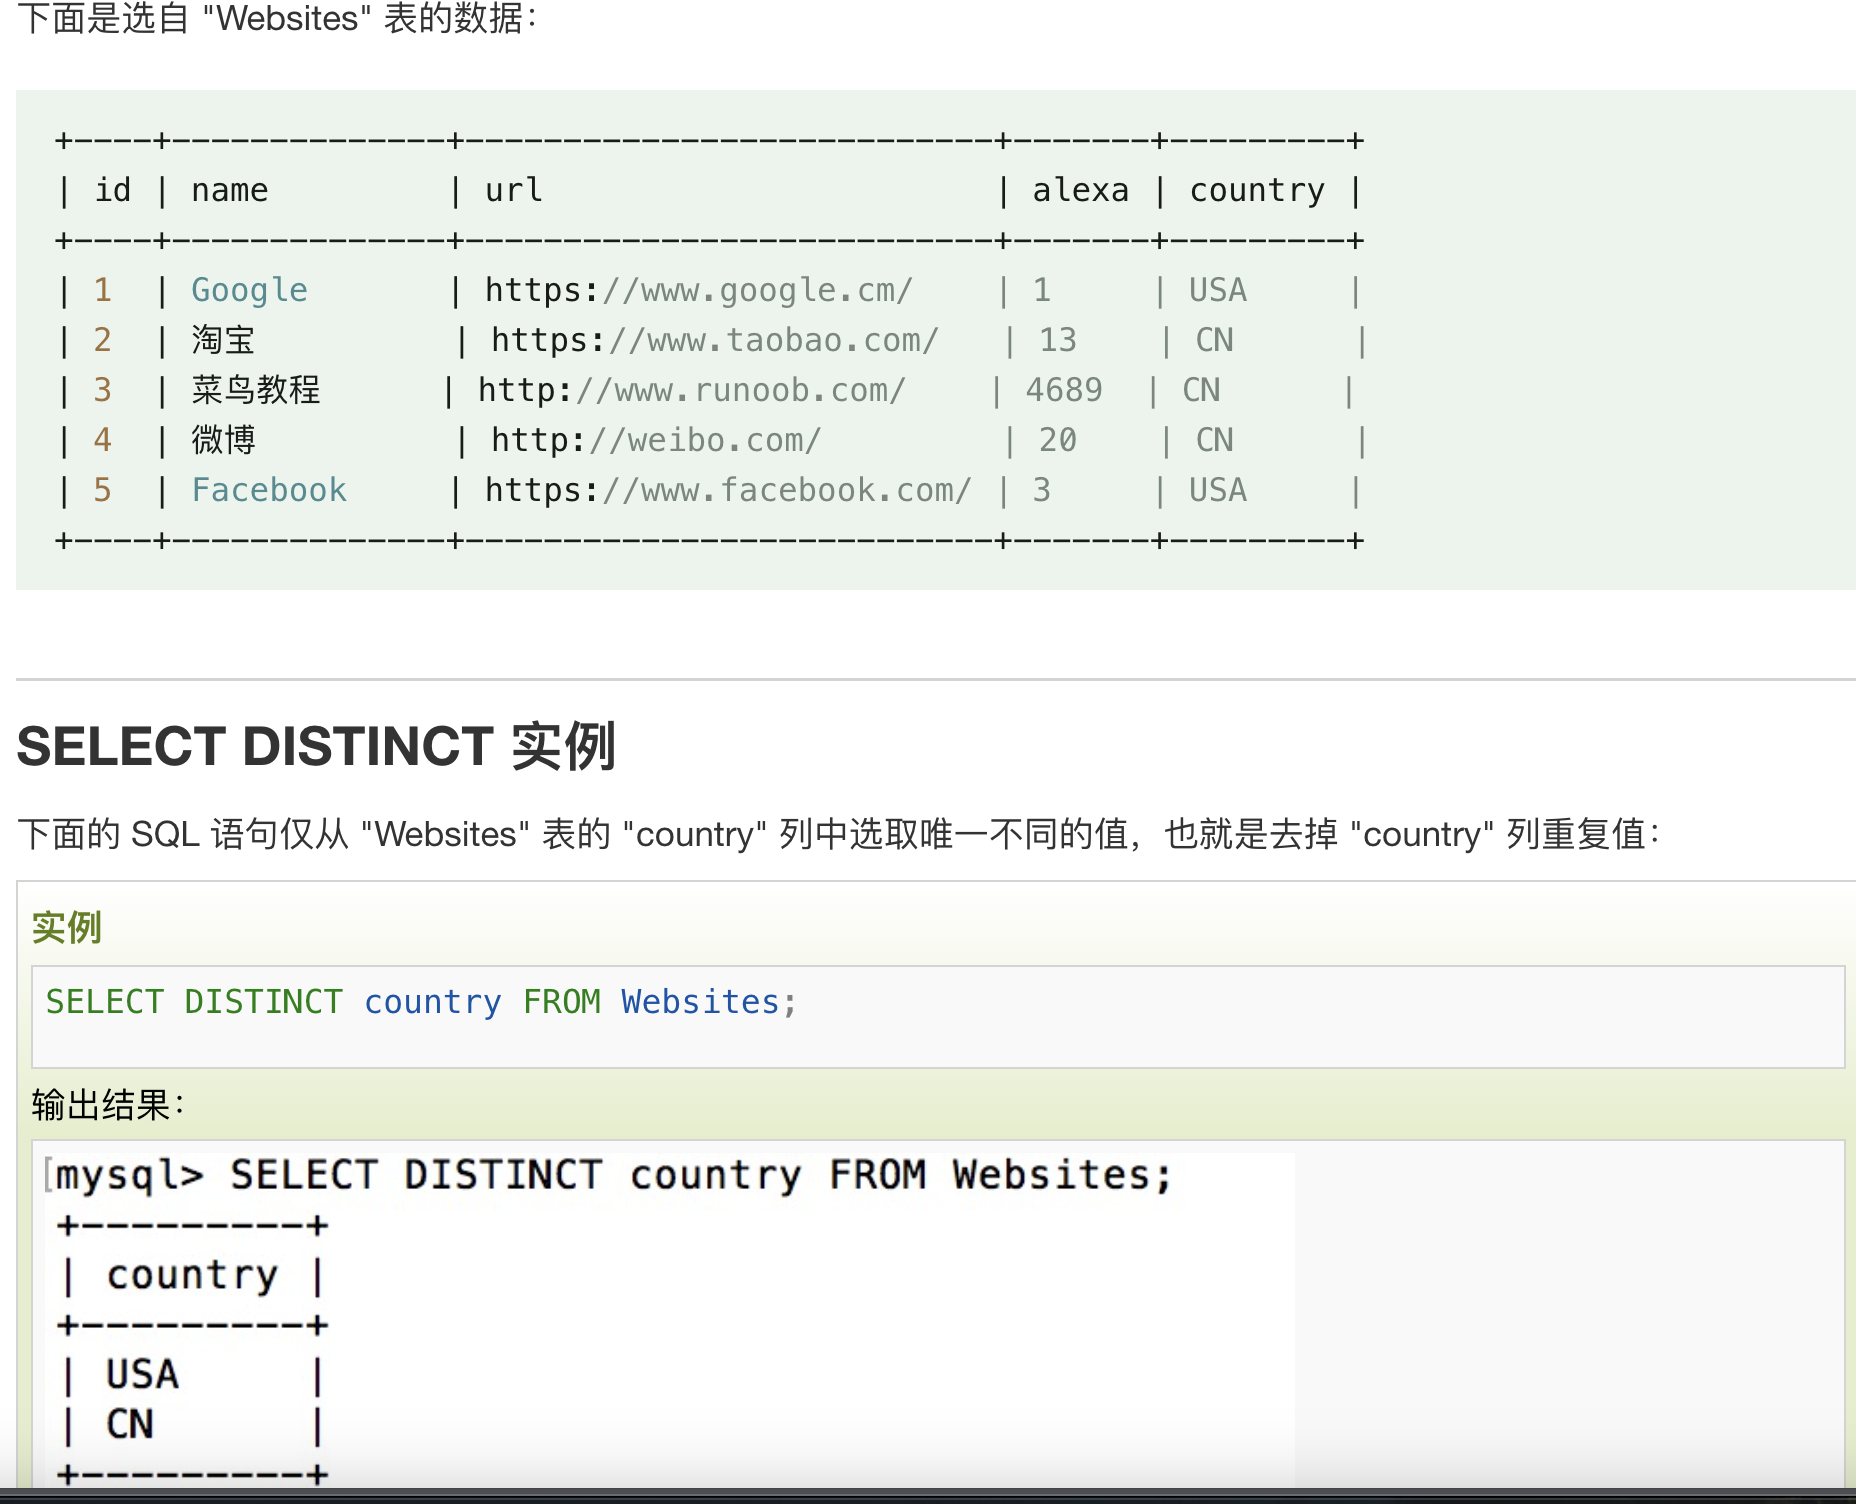 下面是选自 "Websites" 表的数据：
+----+--------------+---------------------------+-------+---------+
| id | name         | url                       | alexa | country |
+----+--------------+---------------------------+-------+---------+
| 1  | Google       | https://www.google.cm/    | 1     | USA     |
| 2  | 淘宝          | https://www.taobao.com/   | 13    | CN      |
| 3  | 菜鸟教程      | http://www.runoob.com/    | 4689  | CN      |
| 4  | 微博          | http://weibo.com/         | 20    | CN      |
| 5  | Facebook     | https://www.facebook.com/ | 3     | USA     |
+----+--------------+---------------------------+-------+---------+
SELECT DISTINCT 实例
下面的 SQL 语句仅从 "Websites" 表的 "country" 列中选取唯一不同的值，也就是去掉 "country" 列重复值：
实例
SELECT DISTINCT country FROM Websites;
输出结果：
[mysql> SELECT DISTINCT country FROM Websites;
+---------+
| country |
+---------+
| USA     |
| CN      |
+---------+